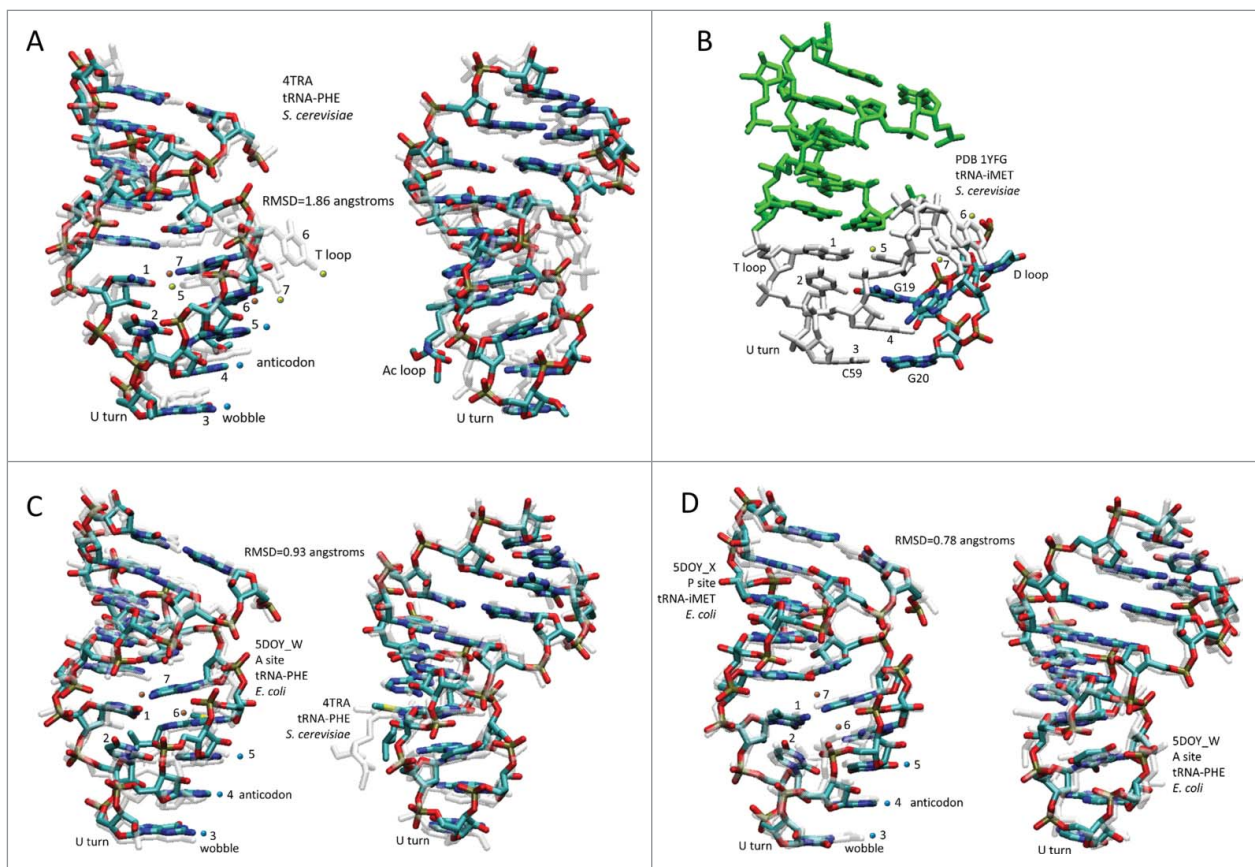 A
4TRA
tRNA-PHE
S. cerevisiae
RMSD=1.86 angstroms
6
T loop
1
7
5
7
6
2
5
anticodon
4
U turn
3
wobble
Ac loop
U turn
B
PDB 1YFG
tRNA-iMET
S. cerevisiae
6
1
5
T loop
7
D loop
2
G19
4
U turn
3
C59
G20
C
RMSD=0.93 angstroms
5DOY_W
A site
tRNA-PHE
E. coli
7
1
6
2
5
4 anticodon
3
U turn
wobble
4TRA
tRNA-PHE
S. cerevisiae
U turn
D
RMSD=0.78 angstroms
5DOY_X
P site
tRNA-iMET
E. coli
7
1
6
2
5
4 anticodon
3
U turn
wobble
5DOY_W
A site
tRNA-PHE
E. coli
U turn